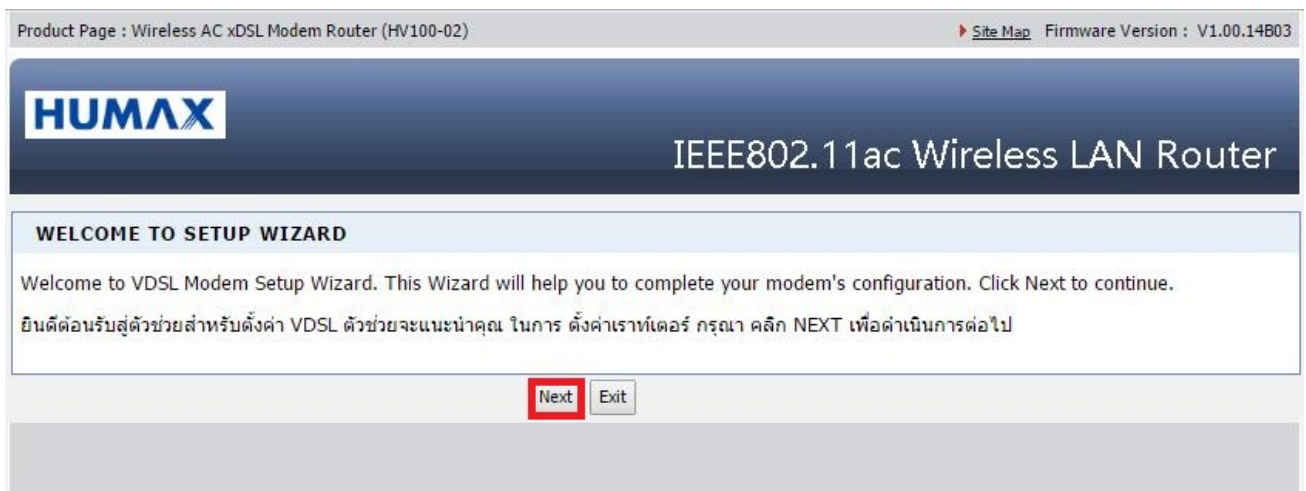 Product Page : Wireless AC xDSL Modem Router (HV100-02) Site Map Firmware Version : V1.00.14B03
HUMAX
IEEE802.11ac Wireless LAN Router
WELCOME TO SETUP WIZARD
Welcome to VDSL Modem Setup Wizard. This Wizard will help you to complete your modem's configuration. Click Next to continue.
ยินดีต้อนรับสู่ตัวช่วยสำหรับตั้งค่า VDSL ตัวช่วยจะแนะนำคุณ ในการ ตั้งค่าเราท์เตอร์ กรุณา คลิก NEXT เพื่อดำเนินการต่อไป
Next Exit